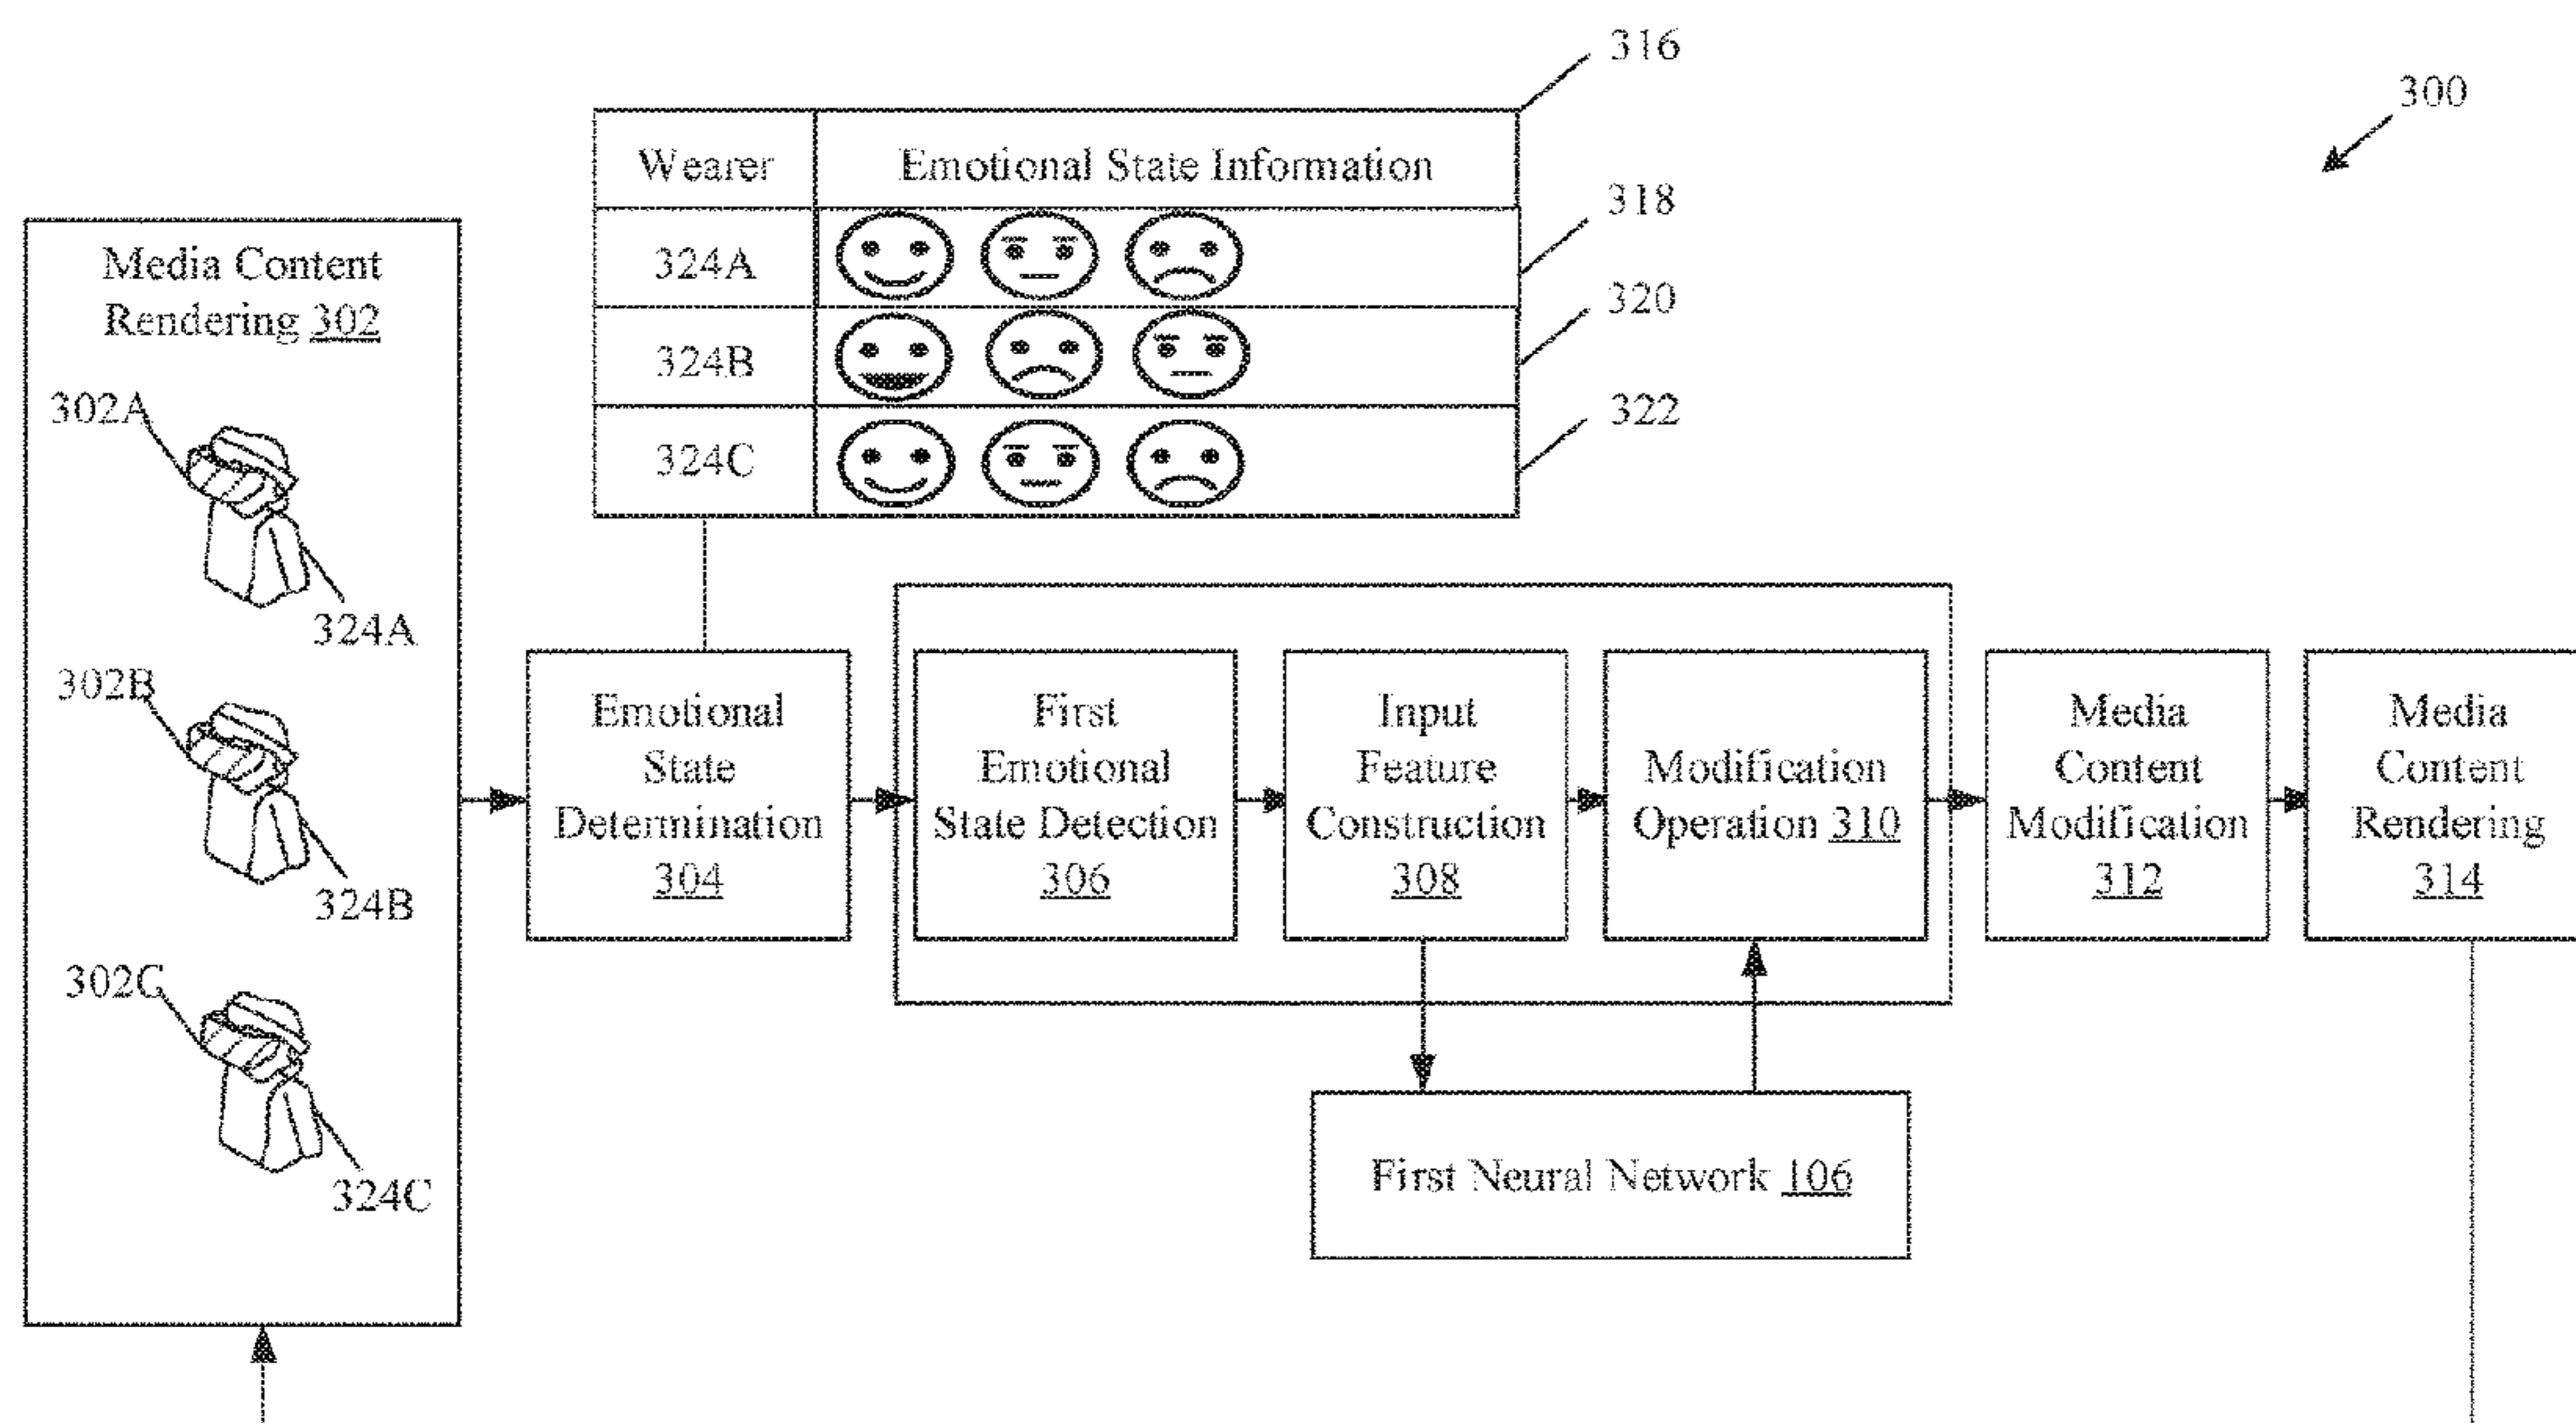 316
300
Wearer Emotional State Information
318
324A
320
324B
322
324C
Media Content
Rendering 302
302A
324A
302B
324B
302C
324C
Emotional
State
Determination
304
First
Emotional
State Detection
306
Input
Feature
Construction
308
Modification
Operation 310
Media
Content
Modification
312
Media
Content
Rendering
314
First Neural Network 106